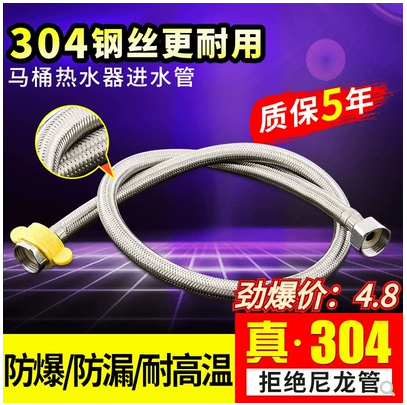 304钢丝更耐用
马桶热水器进水管
质保5年
劲爆价：4.8
防爆/防漏/耐高温
真·304
拒绝尼龙管